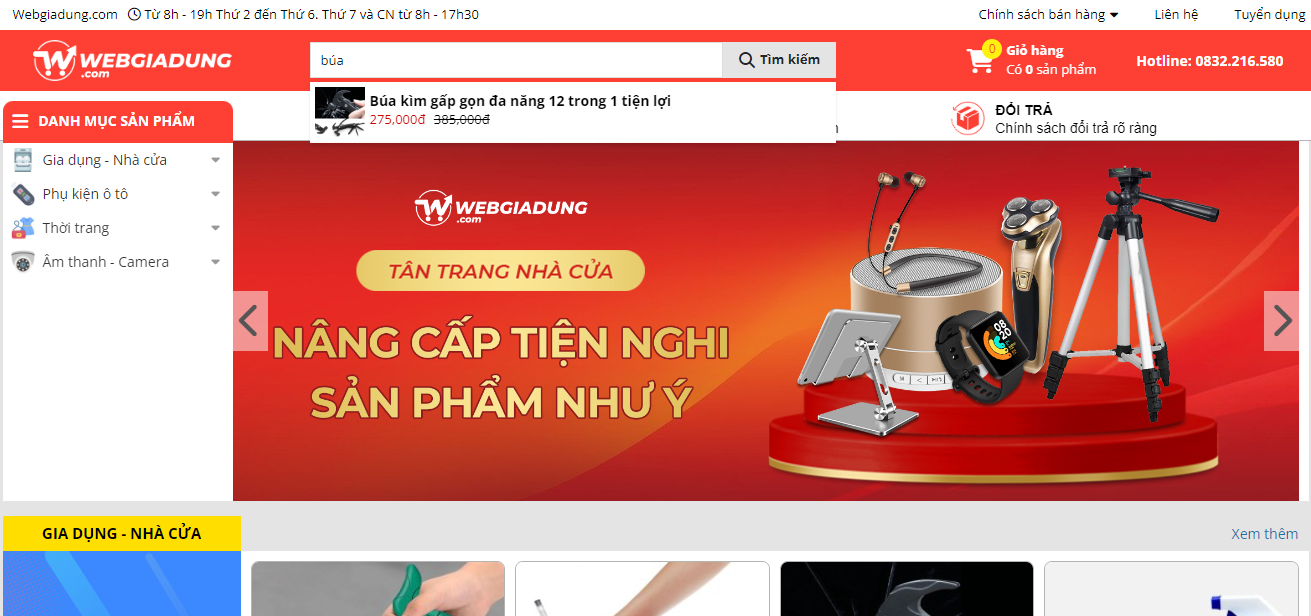 Webgiadung.com Từ 8h - 19h Thứ 2 đến Thứ 6. Thứ 7 và CN từ 8h - 17h30
Chính sách bán hàng Liên hệ Tuyển dụng
WEBGIADUNG
.com
búa
Tìm kiếm
0
Giỏ hàng
Có 0 sản phẩm
Hotline: 0832.216.580
Búa kìm gấp gọn đa năng 12 trong 1 tiện lợi
275,000đ 385,000đ
ĐỔI TRẢ
Chính sách đổi trả rõ ràng
DANH MỤC SẢN PHẨM
Gia dụng - Nhà cửa
Phụ kiện ô tô
Thời trang
Âm thanh - Camera
WEBGIADUNG
.com
TÂN TRANG NHÀ CỬA
NÂNG CẤP TIỆN NGHI
SẢN PHẨM NHƯ Ý
08
20
GIA DỤNG - NHÀ CỬA
Xem thêm